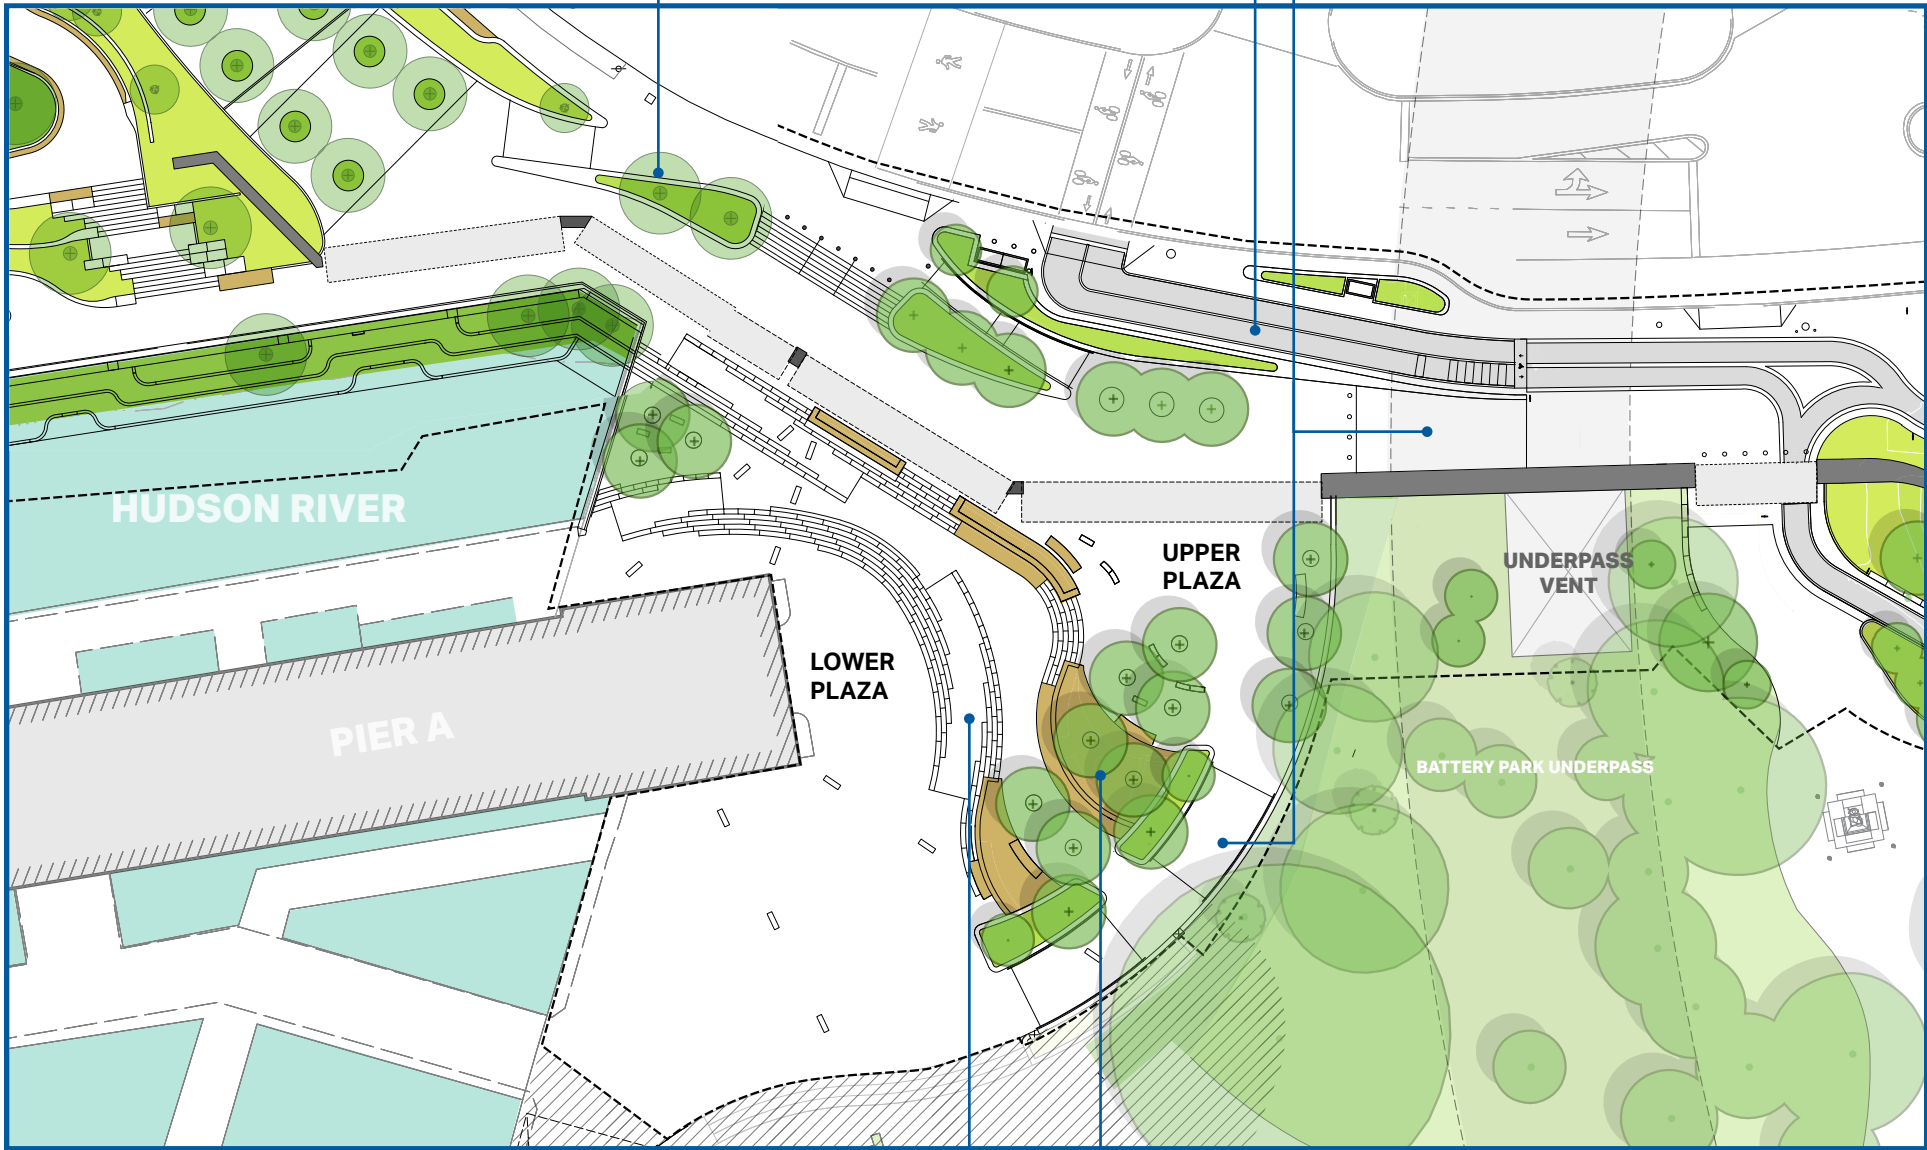 HUDSON RIVER
UPPER
PLAZA
UNDERPASS
VENT
LOWER
PLAZA
PIER A
BATTERY PARK UNDERPASS